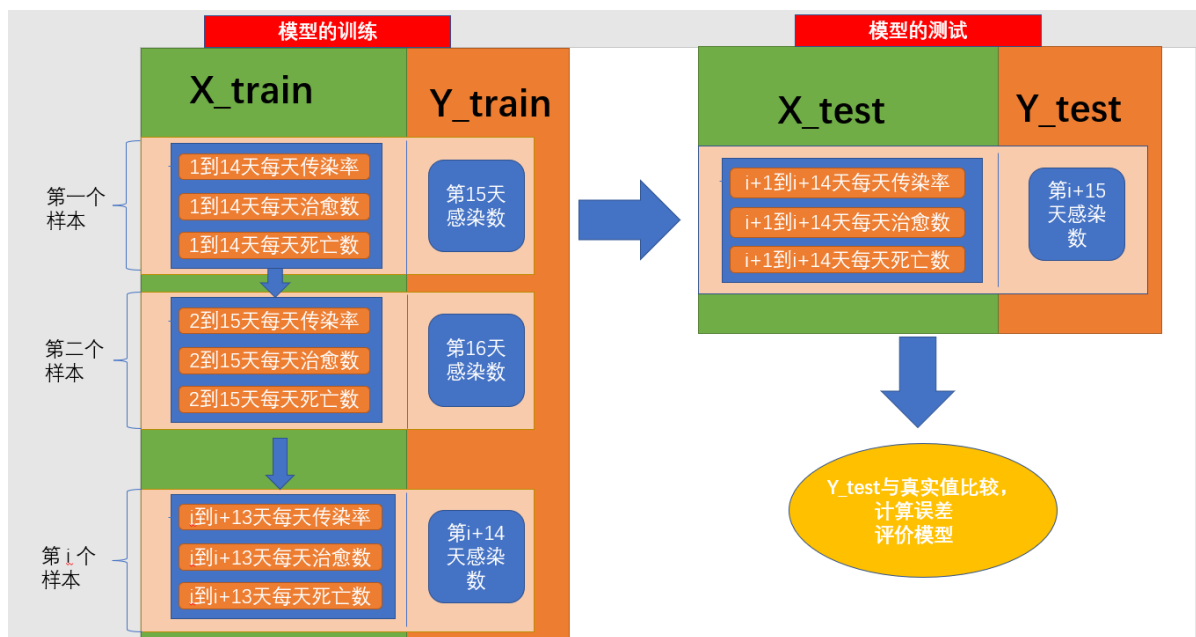 模型的训练
X_train
Y_train
第一个
样本
1到14天每天传染率
1到14天每天治愈数
1到14天每天死亡数
第15天
感染数
第二个
样本
2到15天每天传染率
2到15天每天治愈数
2到15天每天死亡数
第16天
感染数
第 i 个
样本
i到i+13天每天传染率
i到i+13天每天治愈数
i到i+13天每天死亡数
第i+14
天感染
数
模型的测试
X_test
Y_test
i+1到i+14天每天传染率
i+1到i+14天每天治愈数
i+1到i+14天每天死亡数
第i+15
天感染
数
Y_test与真实值比较，
计算误差
评价模型